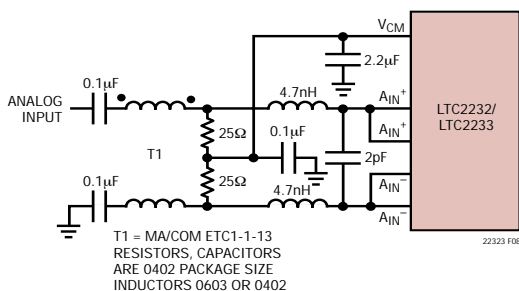 VCM
2.2µF
0.1µF
4.7nH
AIN+
ANALOG
INPUT
LTC2232/
LTC2233
25Ω
0.1µF
AIN+
T1
2pF
0.1µF
25Ω
AIN–
4.7nH
AIN–
T1 = MA/COM ETC1-1-13
RESISTORS, CAPACITORS
ARE 0402 PACKAGE SIZE
INDUCTORS 0603 OR 0402
22323 F08